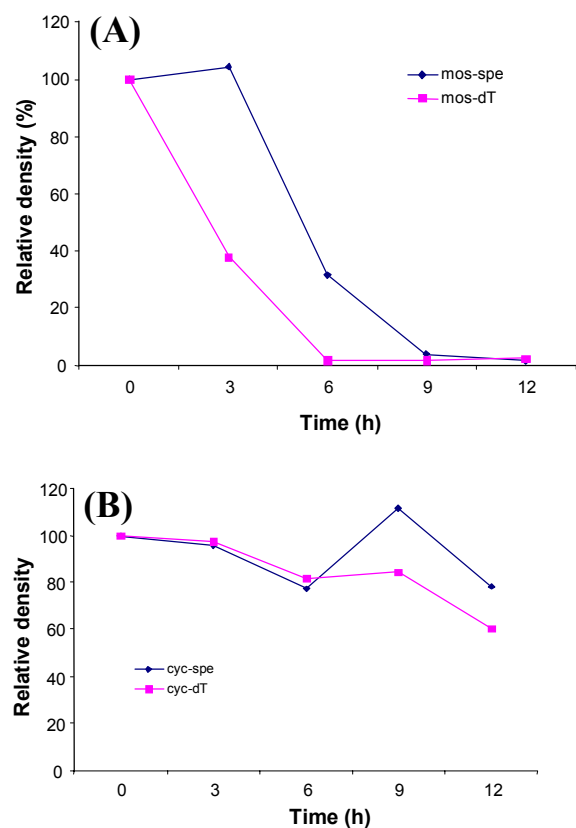 (A)
120
100
80
60
40
20
0
Relative density (%)
mos-spe
mos-dT
0 3 6 9 12
Time (h)
(B)
120
100
80
60
40
20
0
Relative density
cyc-spe
cyc-dT
0 3 6 9 12
Time (h)